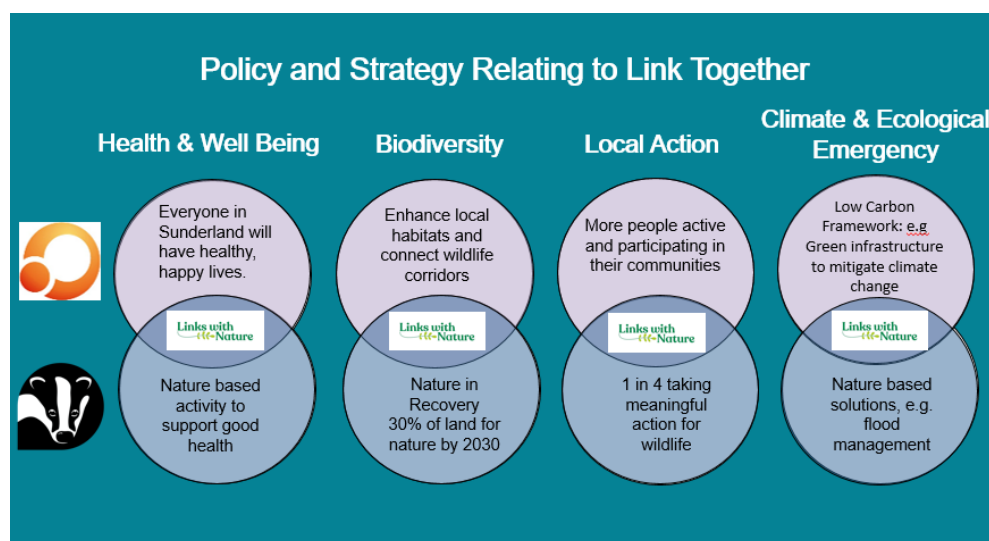 Policy and Strategy Relating to Link Together
Health & Well Being
Biodiversity
Local Action
Climate & Ecological
Emergency
Everyone in
Sunderland will
have healthy,
happy lives.
Enhance local
habitats and
connect wildlife
corridors
More people active
and participating in
their communities
Low Carbon
Framework: e.g
Green infrastructure
to mitigate climate
change
Links with
Nature
Links with
Nature
Links with
Nature
Links with
Nature
Nature based
activity to
support good
health
Nature in
Recovery
30% of land for
nature by 2030
1 in 4 taking
meaningful
action for
wildlife
Nature based
solutions, e.g.
flood
management